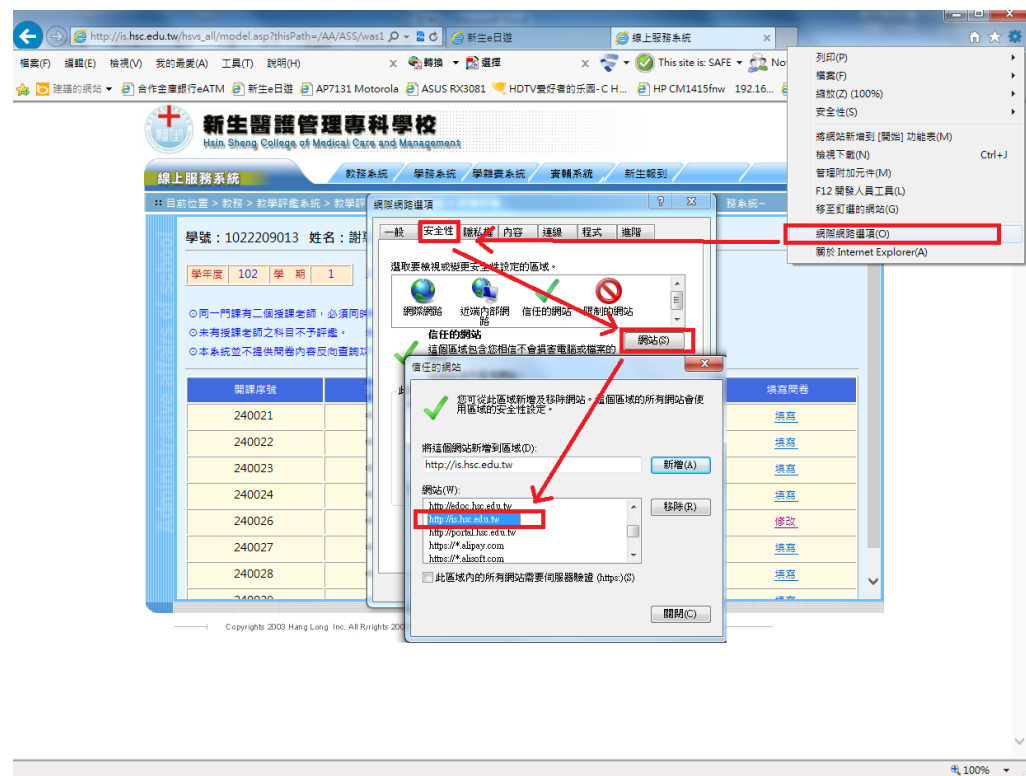 http://is.hsc.edu.tw/hsvs_all/model.asp?thisPath=/AA/ASS/was1
新生e日遊
線上服務系統
檔案(F) 編輯(E) 檢視(V) 我的最愛(A) 工具(T) 說明(H)
轉換 選擇
This site is: SAFE
建議的網站 合作金庫銀行eATM 新生e日遊 AP7131 Motorola ASUS RX3081 HDTV愛好者的乐园- C H... HP CM1415fnw 192.16...
列印(P)
檔案(F)
縮放(Z) (100%)
安全性(S)
將網站新增到 [開始] 功能表(M)
檢視下載(N) Ctrl+J
管理附加元件(M)
F12 開發人員工具(L)
移至釘選的網站(G)
網際網路選項(O)
關於 Internet Explorer(A)
新生醫護管理專科學校
Hsin Sheng College of Medical Care and Management
線上服務系統
教務系統 學務系統 學雜費系統 實輔系統 新生報到
目前位置 > 教務 > 教學評鑑系統 > 教學評
務系統~
學號：1022209013 姓名：謝
學年度 102 學 期 1
⊙同一門課有二個授課老師，必須同時
⊙未有授課老師之科目不予評鑑。
⊙本系統並不提供問卷內容反向查詢功
Administrative affairs of school
開課序號 填寫問卷
240021 填寫
240022 填寫
240023 填寫
240024 填寫
240026 修改
240027 填寫
240028 填寫
240029 填寫
Copyrights 2003 Hang Long Inc. All Rrights 200
網際網路選項
一般 安全性 隱私權 內容 連線 程式 進階
選取要檢視或變更安全性設定的區域。
網際網路 近端內部網路 信任的網站 限制的網站
信任的網站
這個區域包含您相信不會損害電腦或檔案的
網站(S)
此
信任的網站
您可從此區域新增及移除網站。這個區域的所有網站會使
用區域的安全性設定。
將這個網站新增到區域(D):
http://is.hsc.edu.tw 新增(A)
網站(W):
http://edoc.hsc.edu.tw
http://is.hsc.edu.tw
http://portal.hsc.edu.tw
https://*.alipay.com
https://*.alisoft.com
移除(R)
此區域內的所有網站需要伺服器驗證 (https:)(S)
關閉(C)
100%